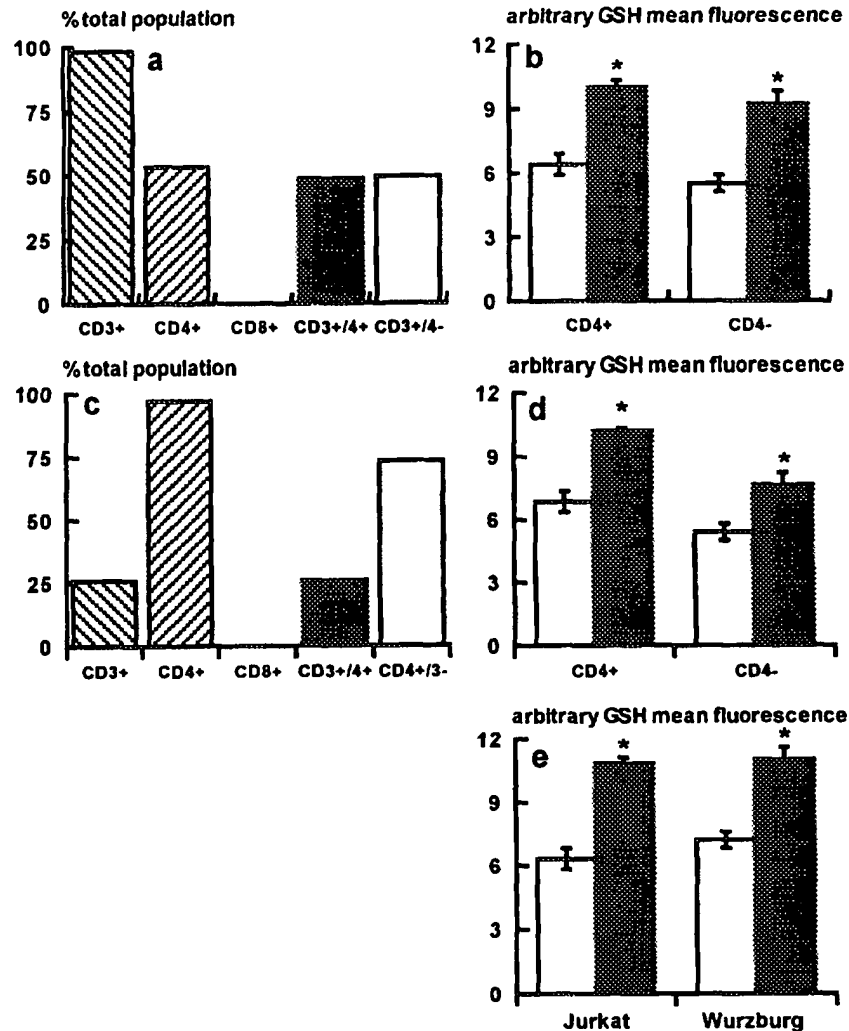 % total population
a
100
75
50
25
0
CD3+ CD4+ CD8+ CD3+/4+ CD3+/4-
arbitrary GSH mean fluorescence
b
12
9
6
3
0
* *
CD4+ CD4-
% total population
c
100
75
50
25
0
CD3+ CD4+ CD8+ CD3+/4+ CD4+/3-
arbitrary GSH mean fluorescence
d
12
9
6
3
0
* *
CD4+ CD4-
arbitrary GSH mean fluorescence
e
12
9
6
3
0
* *
Jurkat Wurzburg